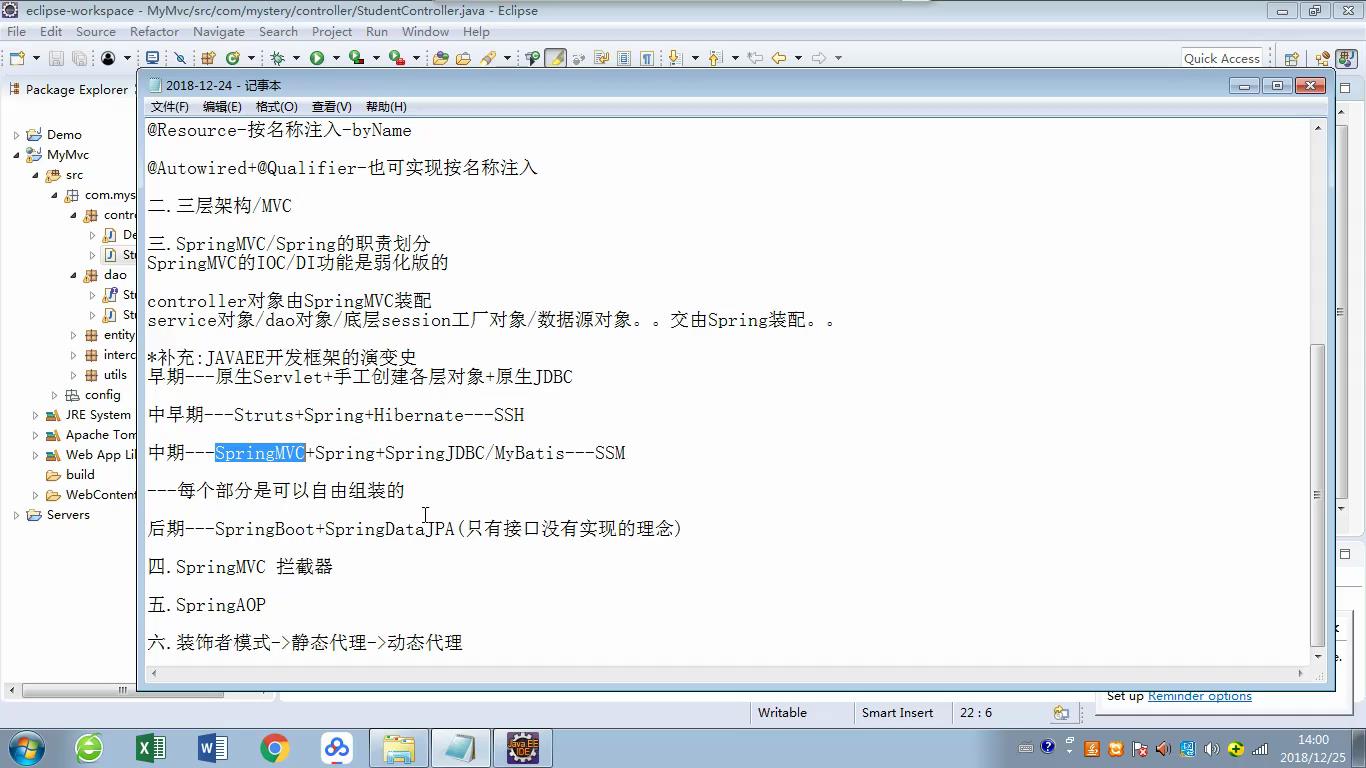 eclipse-workspace - MyMvc/src/com/mystery/controller/StudentController.java - Eclipse
File Edit Source Refactor Navigate Search Project Run Window Help
Quick Access
Package Explorer
Demo
MyMvc
src
com.mys
contr
De
Stu
dao
Stu
Stu
entity
interc
utils
config
JRE System
Apache Tom
Web App Li
build
WebContent
Servers
2018-12-24 - 记事本
文件(F) 编辑(E) 格式(O) 查看(V) 帮助(H)
@Resource-按名称注入-byName
@Autowired+@Qualifier-也可实现按名称注入
二.三层架构/MVC
三.SpringMVC/Spring的职责划分
SpringMVC的IOC/DI功能是弱化版的
controller对象由SpringMVC装配
service对象/dao对象/底层session工厂对象/数据源对象。。交由Spring装配。。
*补充:JAVAEE开发框架的演变史
早期---原生Servlet+手工创建各层对象+原生JDBC
中早期---Struts+Spring+Hibernate---SSH
中期---SpringMVC+Spring+SpringJDBC/MyBatis---SSM
---每个部分是可以自由组装的
后期---SpringBoot+SpringDataJPA(只有接口没有实现的理念)
四.SpringMVC 拦截器
五.SpringAOP
六.装饰者模式->静态代理->动态代理
Set up Reminder options
Writable Smart Insert 22 : 6
Java EE IDE
14:00
2018/12/25